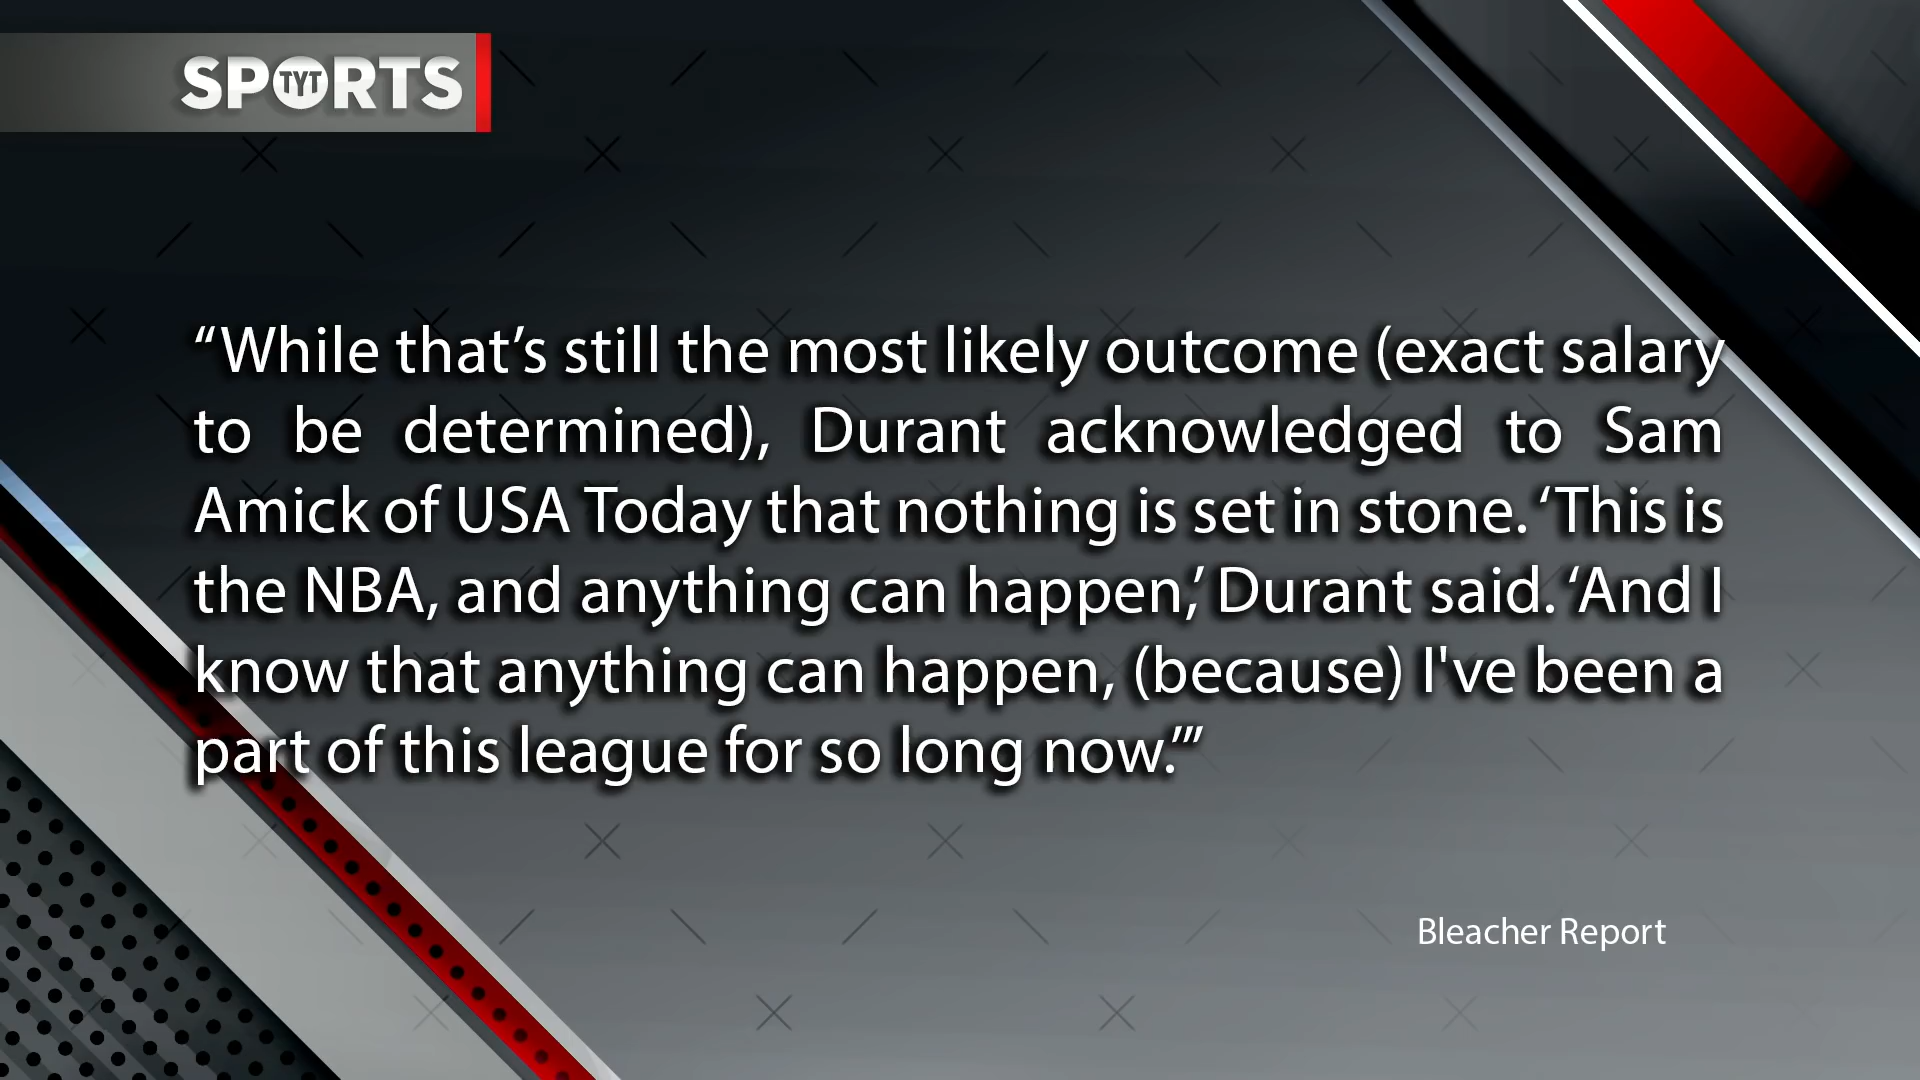 SPORTS
TYT
“While that’s still the most likely outcome (exact salary
to be determined), Durant acknowledged to Sam
Amick of USA Today that nothing is set in stone. ‘This is
the NBA, and anything can happen,’ Durant said. ‘And I
know that anything can happen, (because) I've been a
part of this league for so long now.’”
Bleacher Report